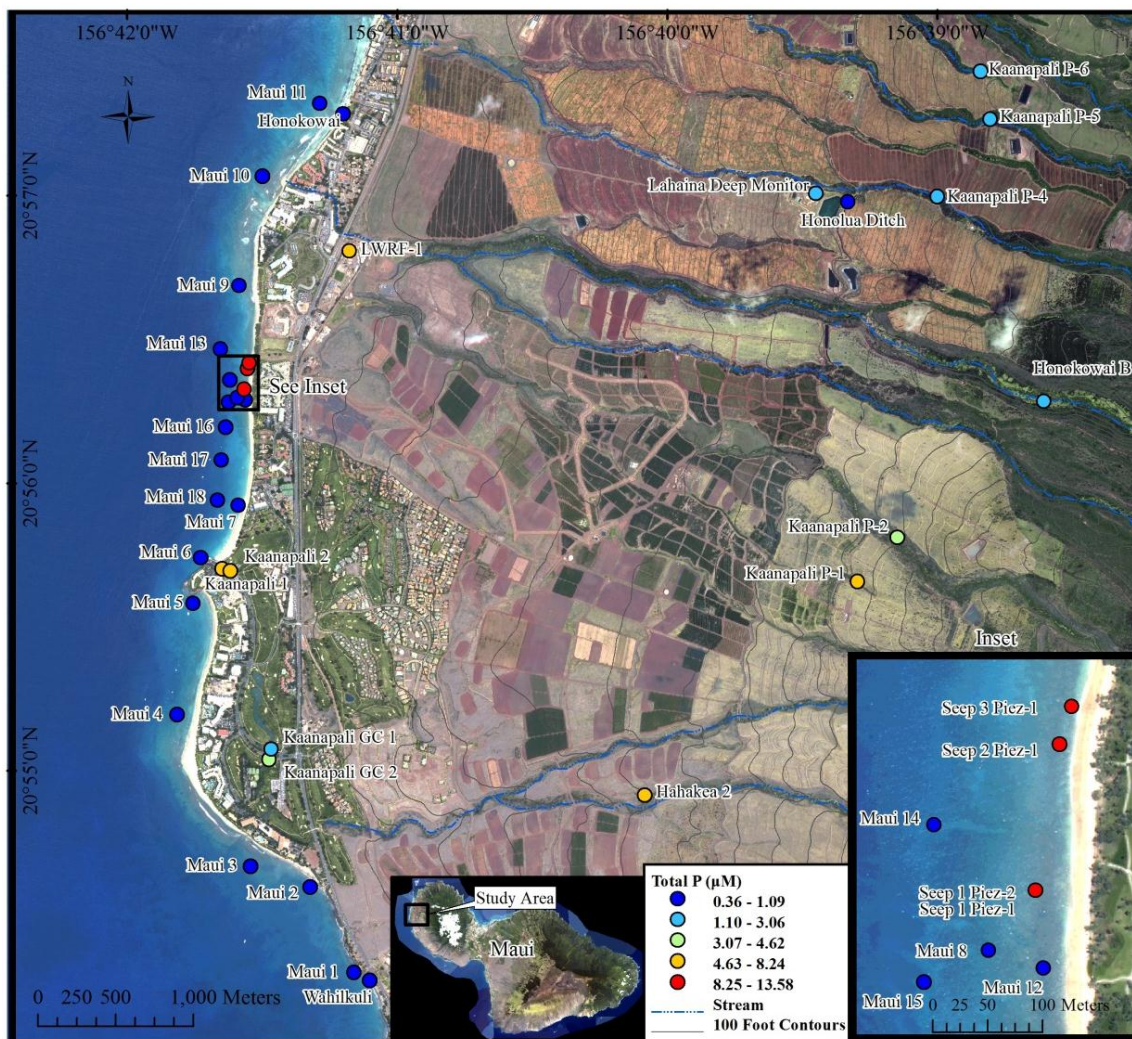 156°42'0"W
156°41'0"W
156°40'0"W
156°39'0"W
N
Kaanapali P-6
Maui 11
Honokowai
Kaanapali P-5
20°57'0"N
Maui 10
Lahaina Deep Monitor
Kaanapali P-4
Honolua Ditch
LWRF-1
Maui 9
Maui 13
See Inset
Honokowai B
Maui 16
Maui 17
20°56'0"N
Maui 18
Maui 7
Kaanapali P-2
Maui 6
Kaanapali 2
Kaanapali 1
Kaanapali P-1
Maui 5
Inset
Maui 4
Kaanapali GC 1
Kaanapali GC 2
20°55'0"N
Hahakea 2
Maui 3
Maui 2
Maui 1
Wahilkuli
0 250 500 1,000 Meters
Study Area
Maui
Total P (µM)
0.36 - 1.09
1.10 - 3.06
3.07 - 4.62
4.63 - 8.24
8.25 - 13.58
Stream
100 Foot Contours
Seep 3 Piez-1
Seep 2 Piez-1
Maui 14
Seep 1 Piez-2
Seep 1 Piez-1
Maui 8
Maui 12
Maui 15
0 50 100 Meters